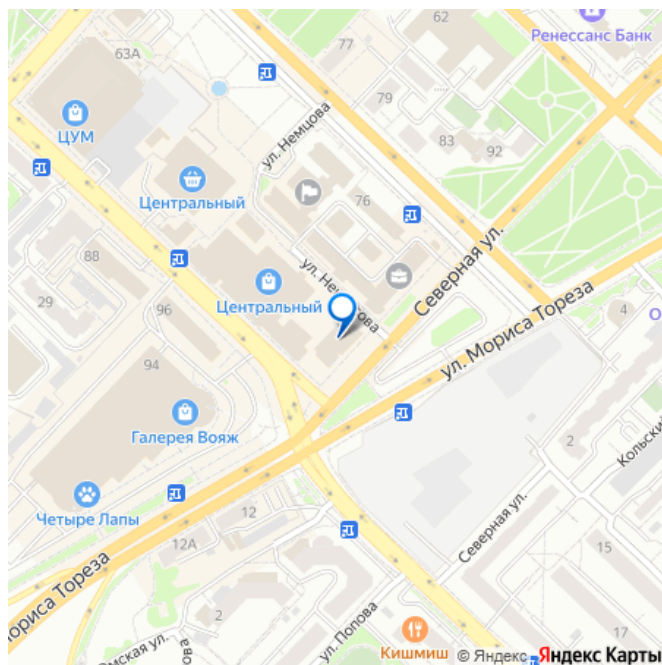 62
Ренессанс Банк
77
63А
79
ЦУМ
ул. Немцова
83
92
Центральный
76
Северная ул.
88
ул. Немцова
29
96
Центральный
4
О
ул. Мориса Тореза
94
Галерея Вояж
2
Кольский
Четыре Лапы
12
Северная ул.
12А
15
Мориса Тореза
2
ул. Попова
17
Кишмиш
© Яндекс
Яндекс Карты